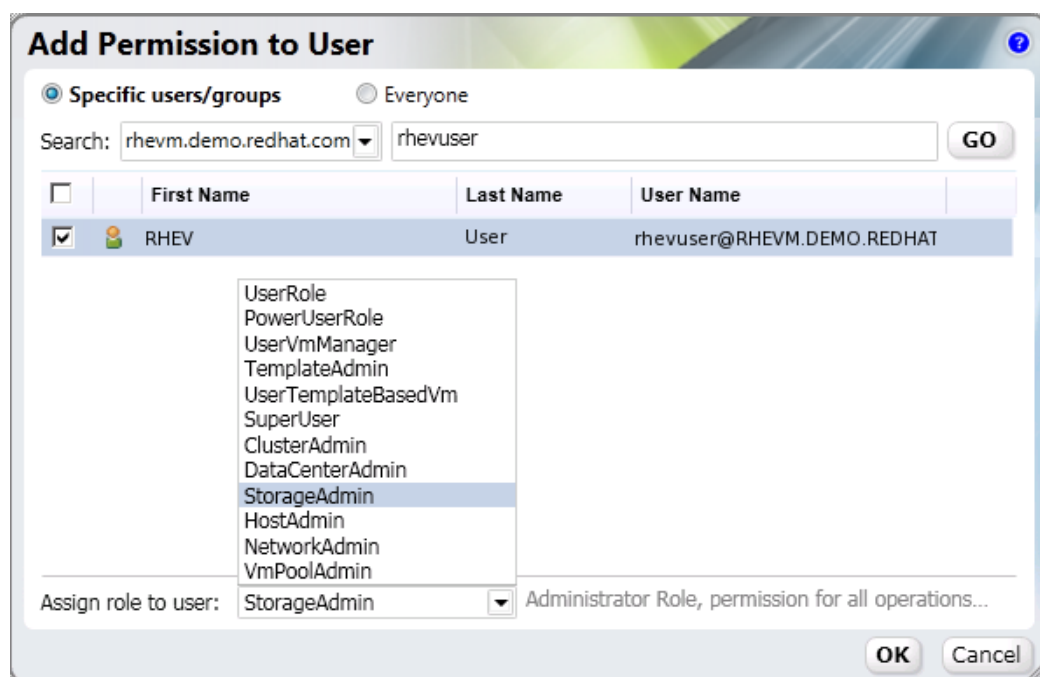 Add Permission to User
?
Specific users/groups Everyone
Search: rhevm.demo.redhat.com rhevuser GO
First Name Last Name User Name
RHEV User rhevuser@RHEVM.DEMO.REDHAT
UserRole
PowerUserRole
UserVmManager
TemplateAdmin
UserTemplateBasedVm
SuperUser
ClusterAdmin
DataCenterAdmin
StorageAdmin
HostAdmin
NetworkAdmin
VmPoolAdmin
Assign role to user: StorageAdmin Administrator Role, permission for all operations...
OK Cancel